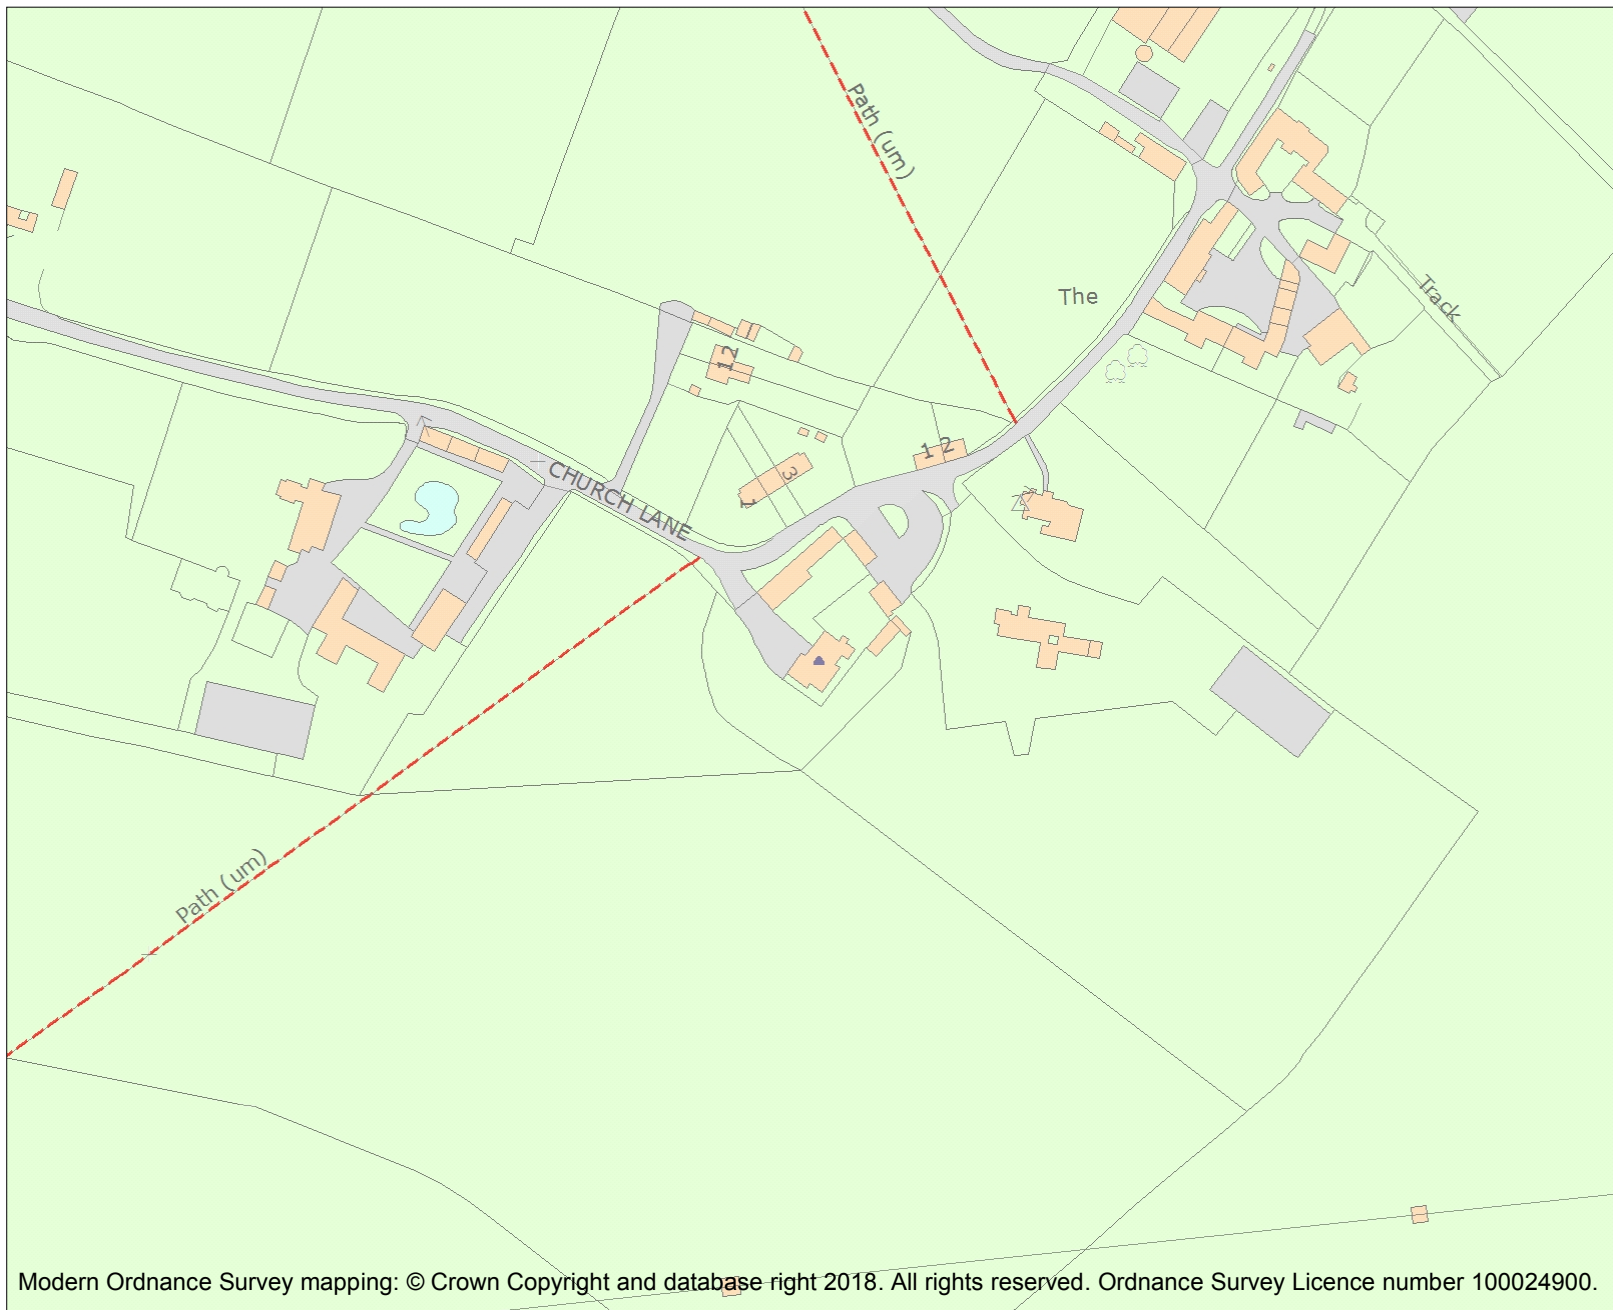 Path (um)
The
Track
12
1 2
3
1
CHURCH LANE
Path (um)
Modern Ordnance Survey mapping: © Crown Copyright and database right 2018. All rights reserved. Ordnance Survey Licence number 100024900.